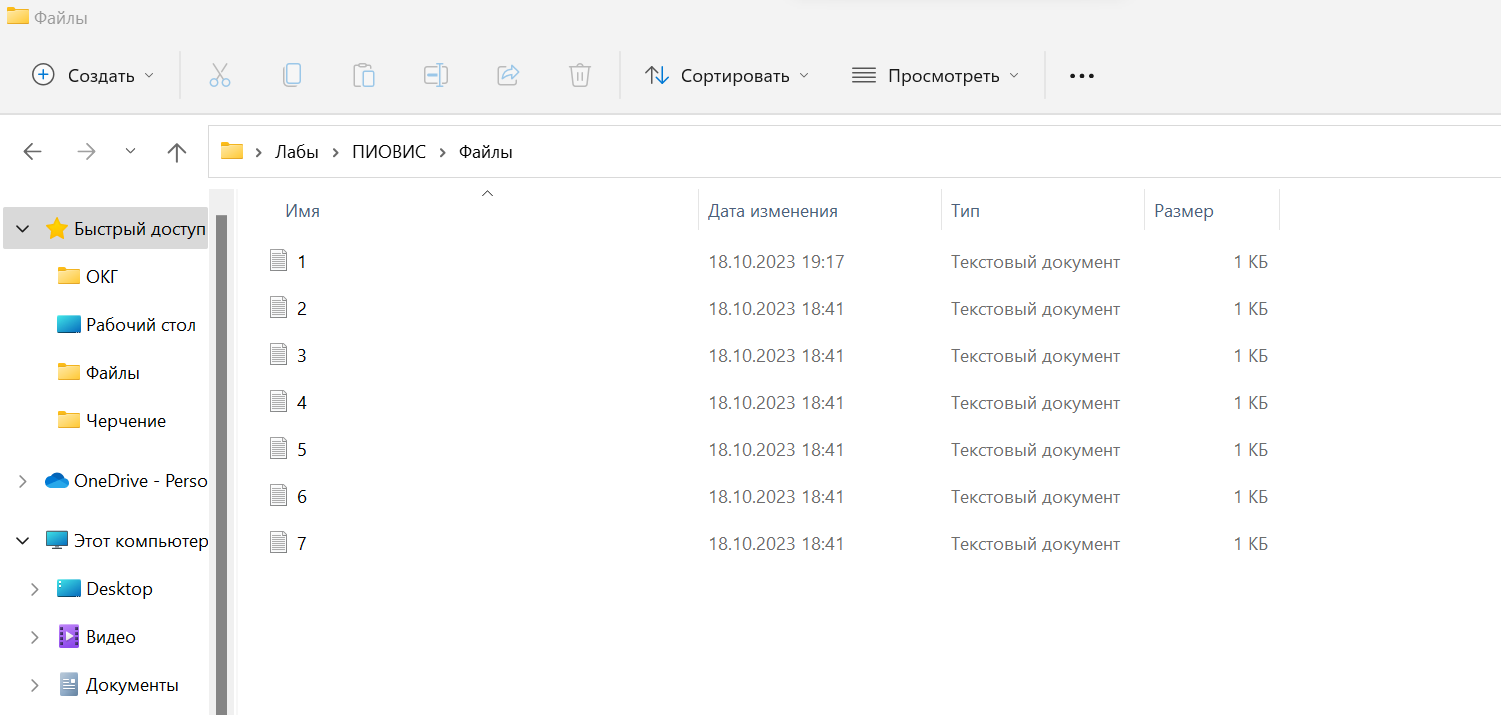 Файлы
Создать
Сортировать
Просмотреть
Лабы > ПИОВИС > Файлы
Имя Дата изменения Тип Размер
1 18.10.2023 19:17 Текстовый документ 1 КБ
2 18.10.2023 18:41 Текстовый документ 1 КБ
3 18.10.2023 18:41 Текстовый документ 1 КБ
4 18.10.2023 18:41 Текстовый документ 1 КБ
5 18.10.2023 18:41 Текстовый документ 1 КБ
6 18.10.2023 18:41 Текстовый документ 1 КБ
7 18.10.2023 18:41 Текстовый документ 1 КБ
Быстрый доступ
ОКГ
Рабочий стол
Файлы
Черчение
OneDrive - Perso
Этот компьютер
Desktop
Видео
Документы